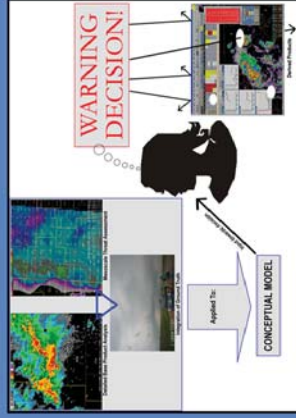 Detailed Base Product Analysis
Mesoscale Threat Assessment
Integration of Ground Truth
Applied To:
CONCEPTUAL MODEL
WARNING
DECISION!
Derived Products